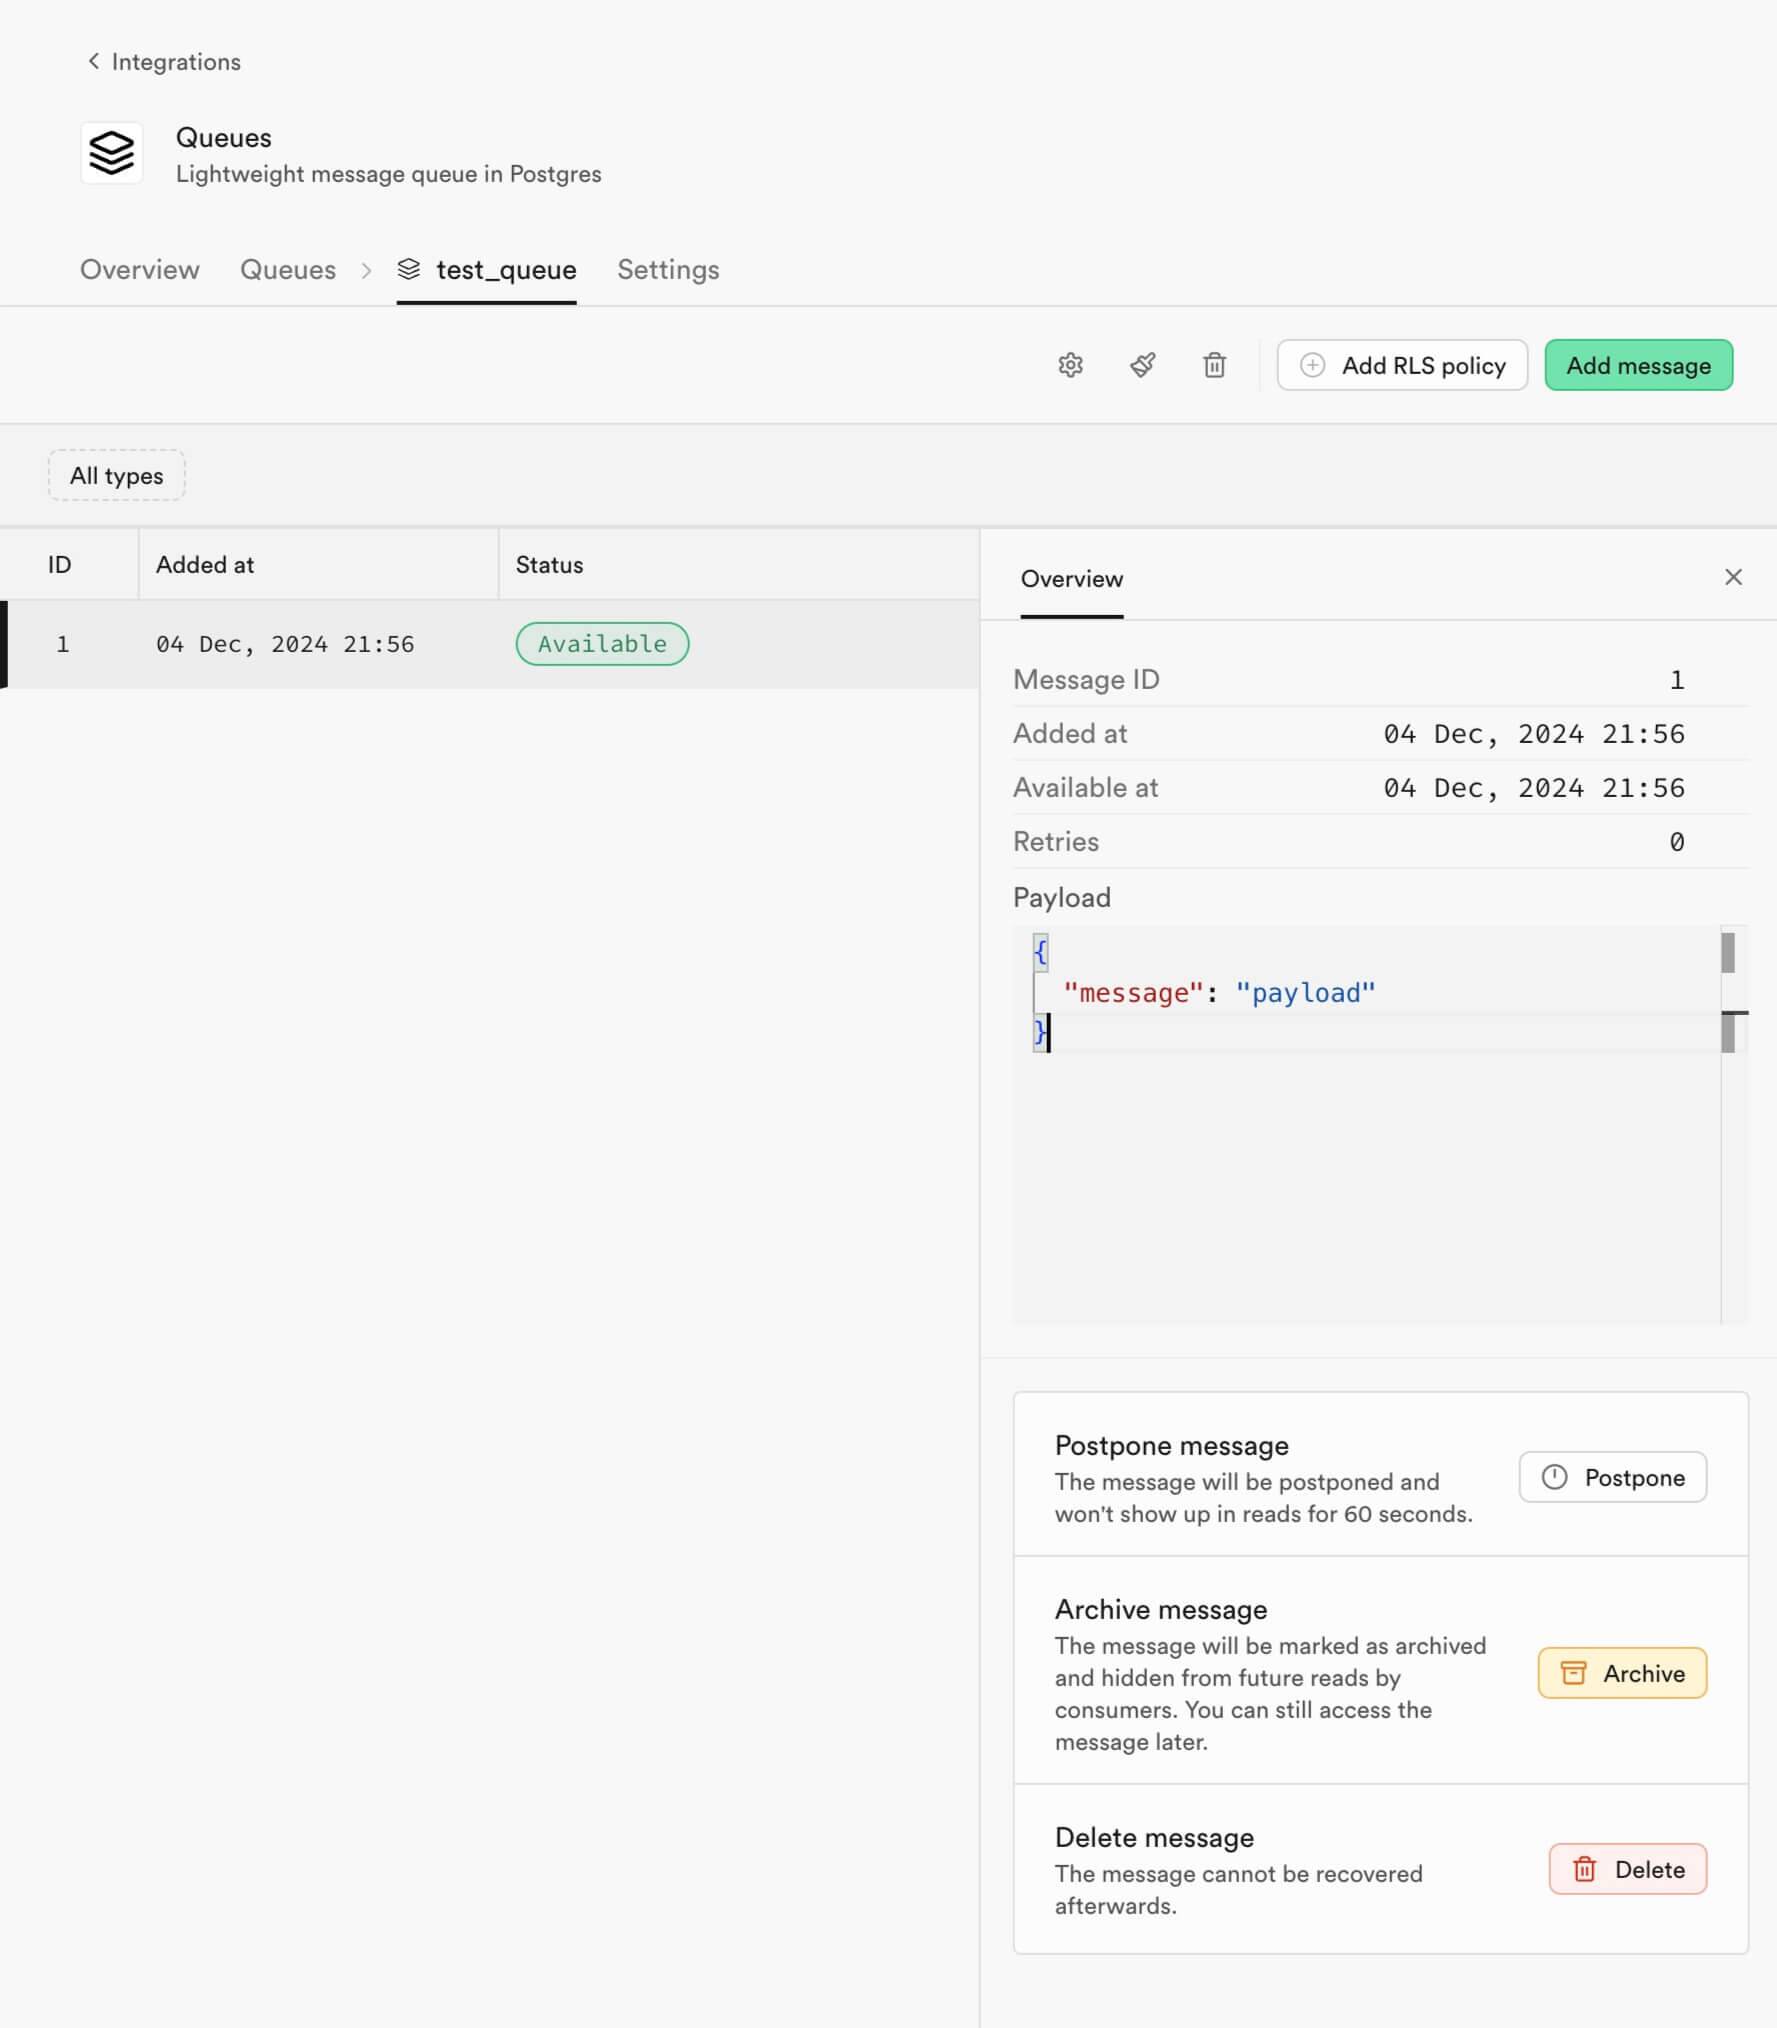 Integrations
Queues
Lightweight message queue in Postgres
Overview
Queues
test_queue
Settings
Add RLS policy
Add message
All types
ID
Added at
Status
1
04 Dec, 2024 21:56
Available
Overview
Message ID
1
Added at
04 Dec, 2024 21:56
Available at
04 Dec, 2024 21:56
Retries
0
Payload
{
"message": "payload"
}
Postpone message
The message will be postponed and
won't show up in reads for 60 seconds.
Postpone
Archive message
The message will be marked as archived
and hidden from future reads by
consumers. You can still access the
message later.
Archive
Delete message
The message cannot be recovered
afterwards.
Delete